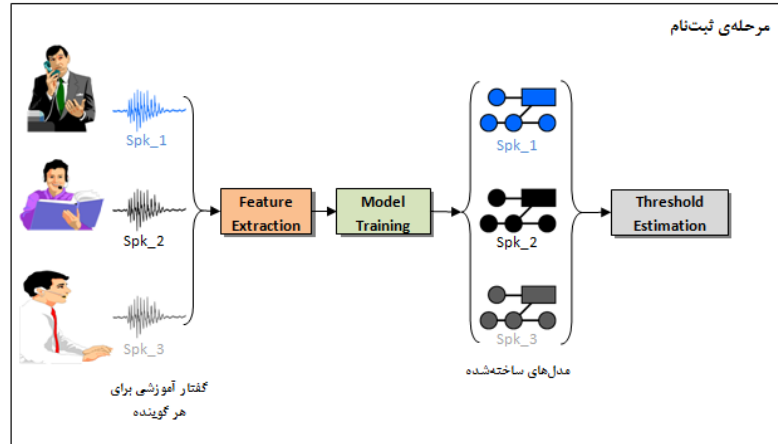 مرحله‌ی ثبت‌نام
Spk_1
Spk_2
Spk_3
Feature
Extraction
Model
Training
Spk_1
Spk_2
Spk_3
Threshold
Estimation
گفتار آموزشی برای
هر گوینده
مدل‌های ساخته‌شده